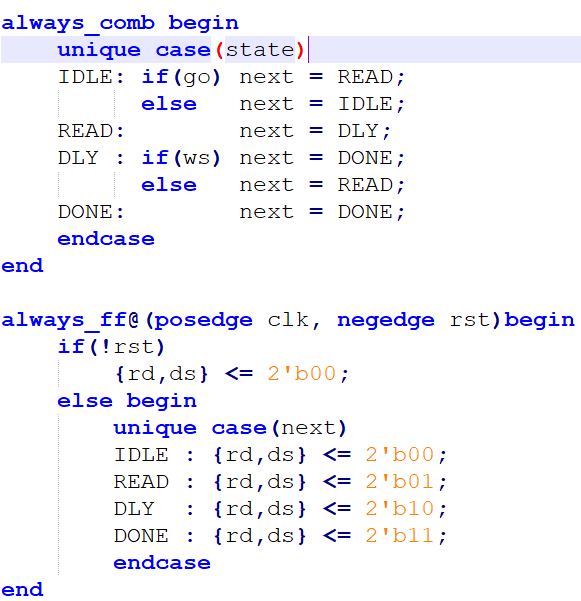 always_comb begin
    unique case(state)
    IDLE: if(go) next = READ;
          else   next = IDLE;
    READ:        next = DLY;
    DLY : if(ws) next = DONE;
          else   next = READ;
    DONE:        next = DONE;
    endcase
end

always_ff@(posedge clk, negedge rst)begin
    if(!rst)
        {rd,ds} <= 2'b00;
    else begin
        unique case(next)
        IDLE : {rd,ds} <= 2'b00;
        READ : {rd,ds} <= 2'b01;
        DLY  : {rd,ds} <= 2'b10;
        DONE : {rd,ds} <= 2'b11;
        endcase
end